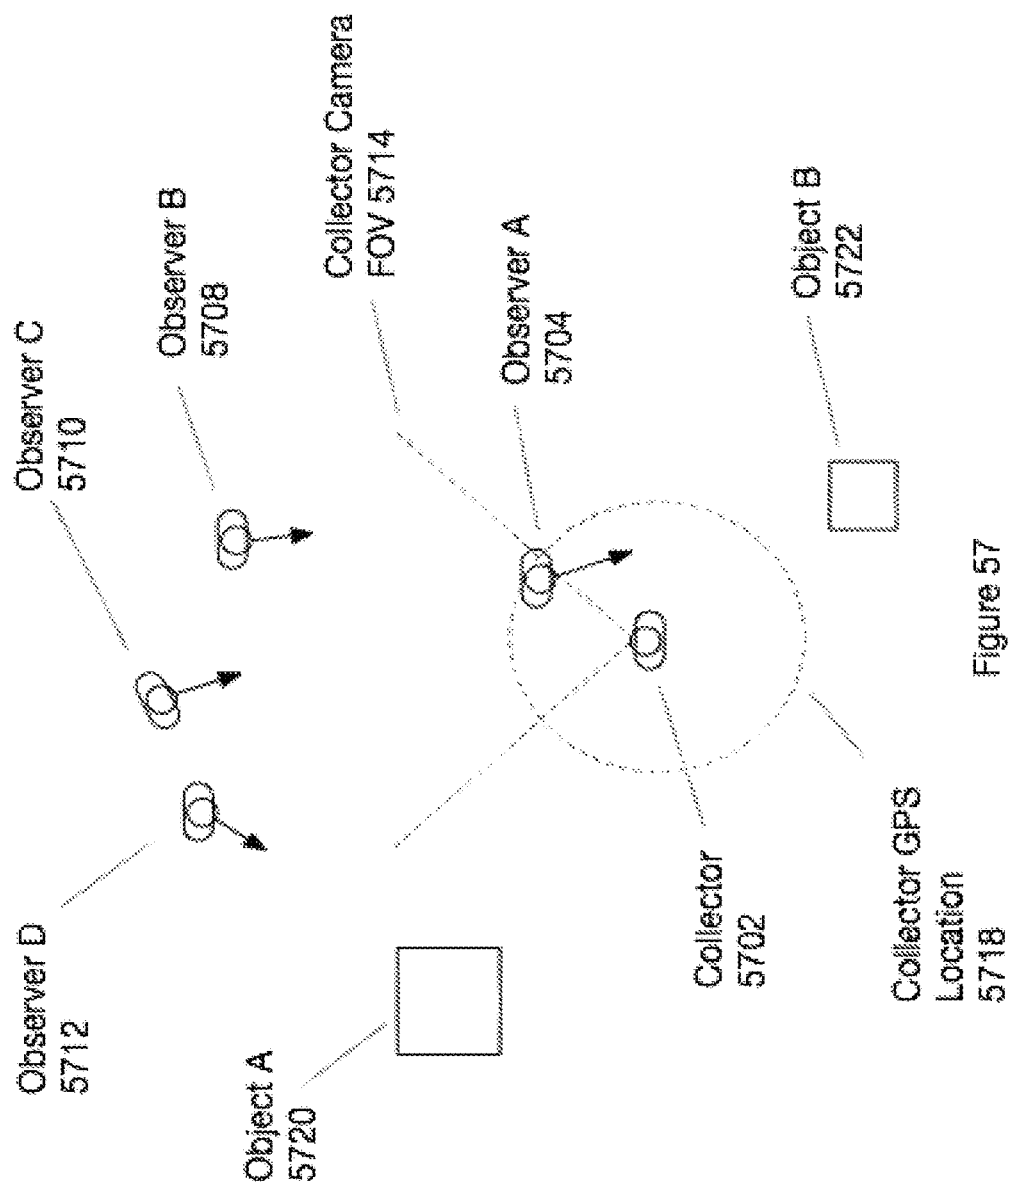 Observer C
5710
Observer B
5708
Collector Camera
FOV 5714
Observer A
5704
Object B
5722
Observer D
5712
Object A
5720
Collector
5702
Collector GPS
Location
5718
Figure 57